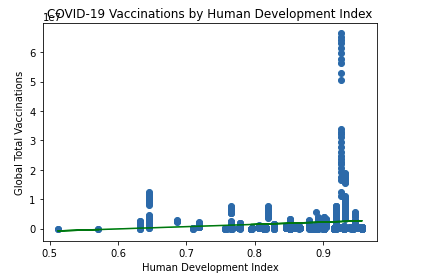 COVID-19 Vaccinations by Human Development Index
1e7
6
5
4
3
2
1
0
Global Total Vaccinations
0.5 0.6 0.7 0.8 0.9
Human Development Index